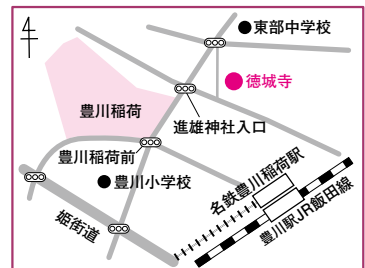 東部中学校
徳城寺
豊川稲荷
進雄神社入口
豊川稲荷前
豊川小学校
名鉄豊川稲荷駅
豊川駅JR飯田線
姫街道